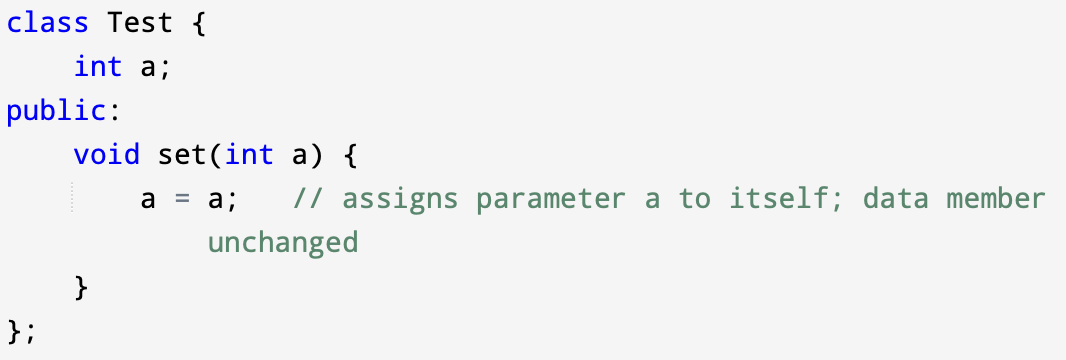 class Test {
    int a;
public:
    void set(int a) {
        a = a;   // assigns parameter a to itself; data member
            unchanged
    }
};